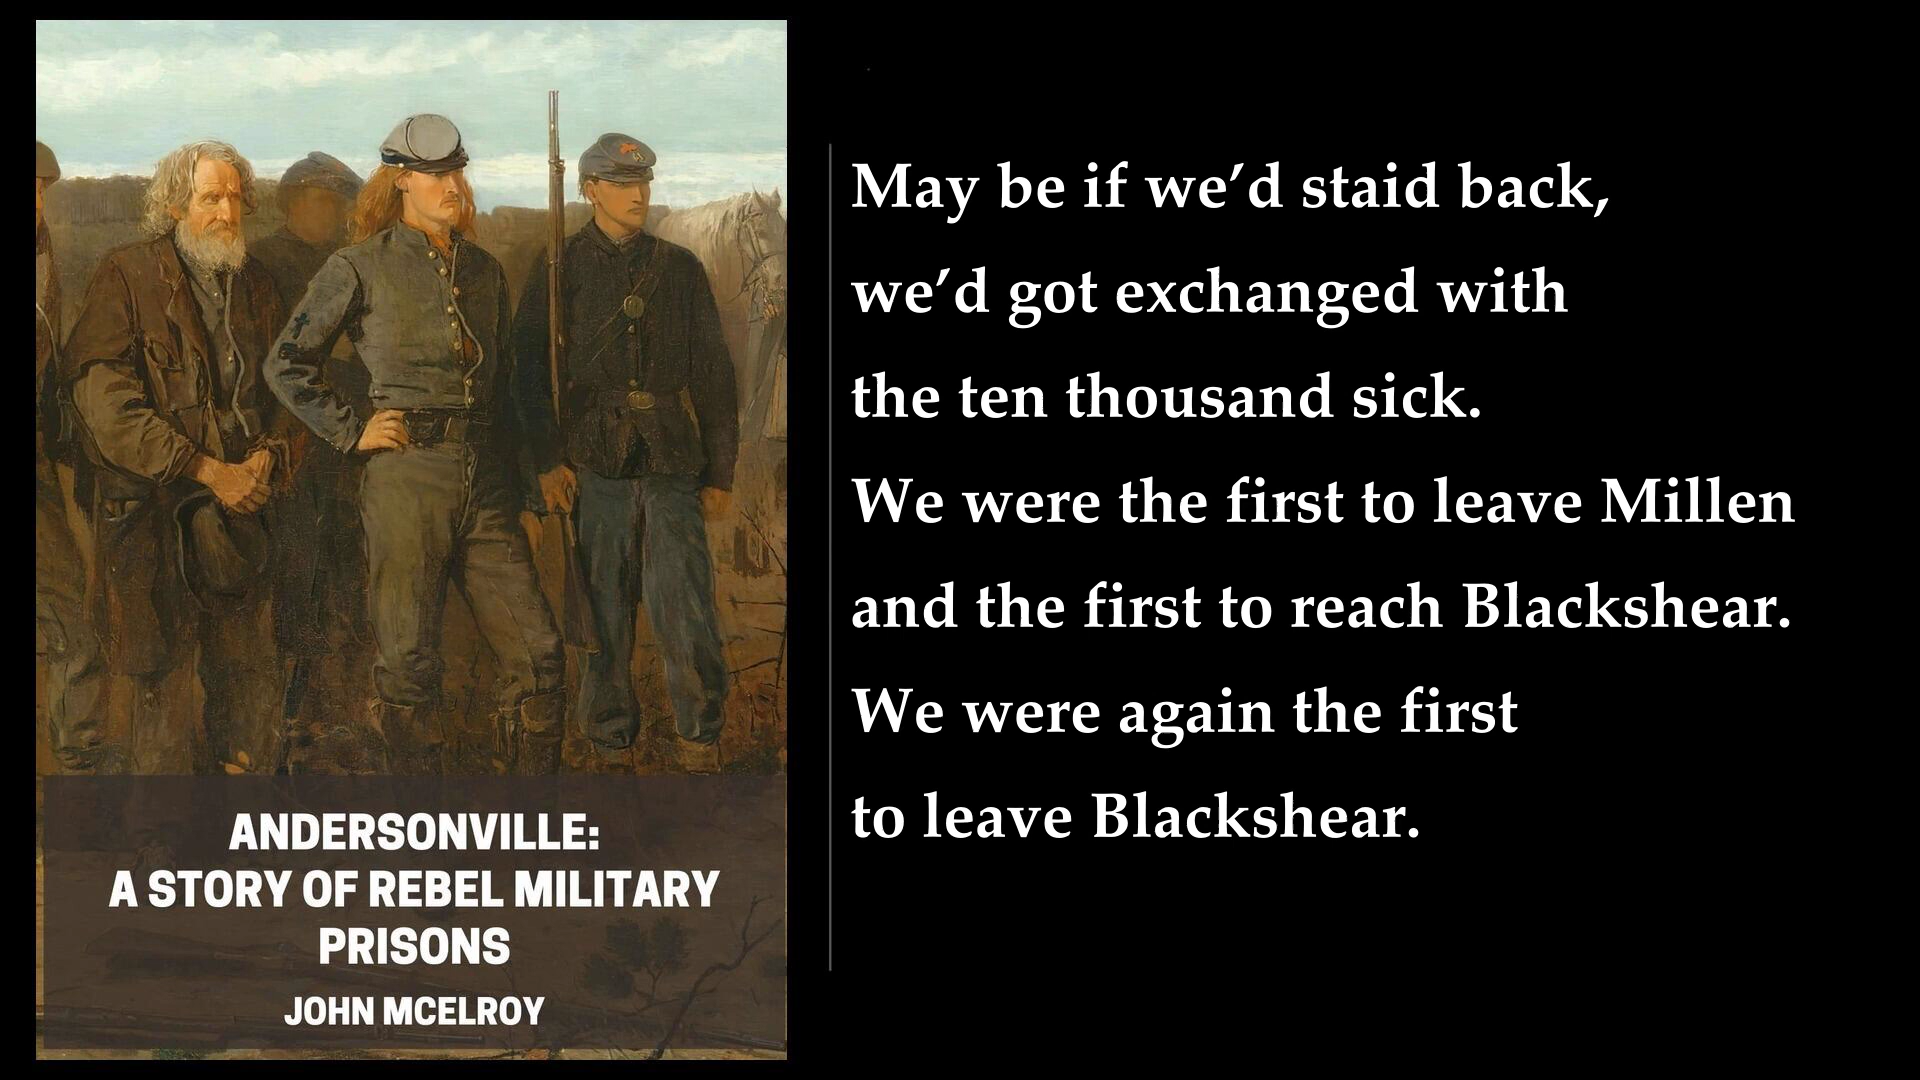 ANDERSONVILLE:
A STORY OF REBEL MILITARY
PRISONS
JOHN MCELROY
May be if we’d staid back,
we’d got exchanged with
the ten thousand sick.
We were the first to leave Millen
and the first to reach Blackshear.
We were again the first
to leave Blackshear.